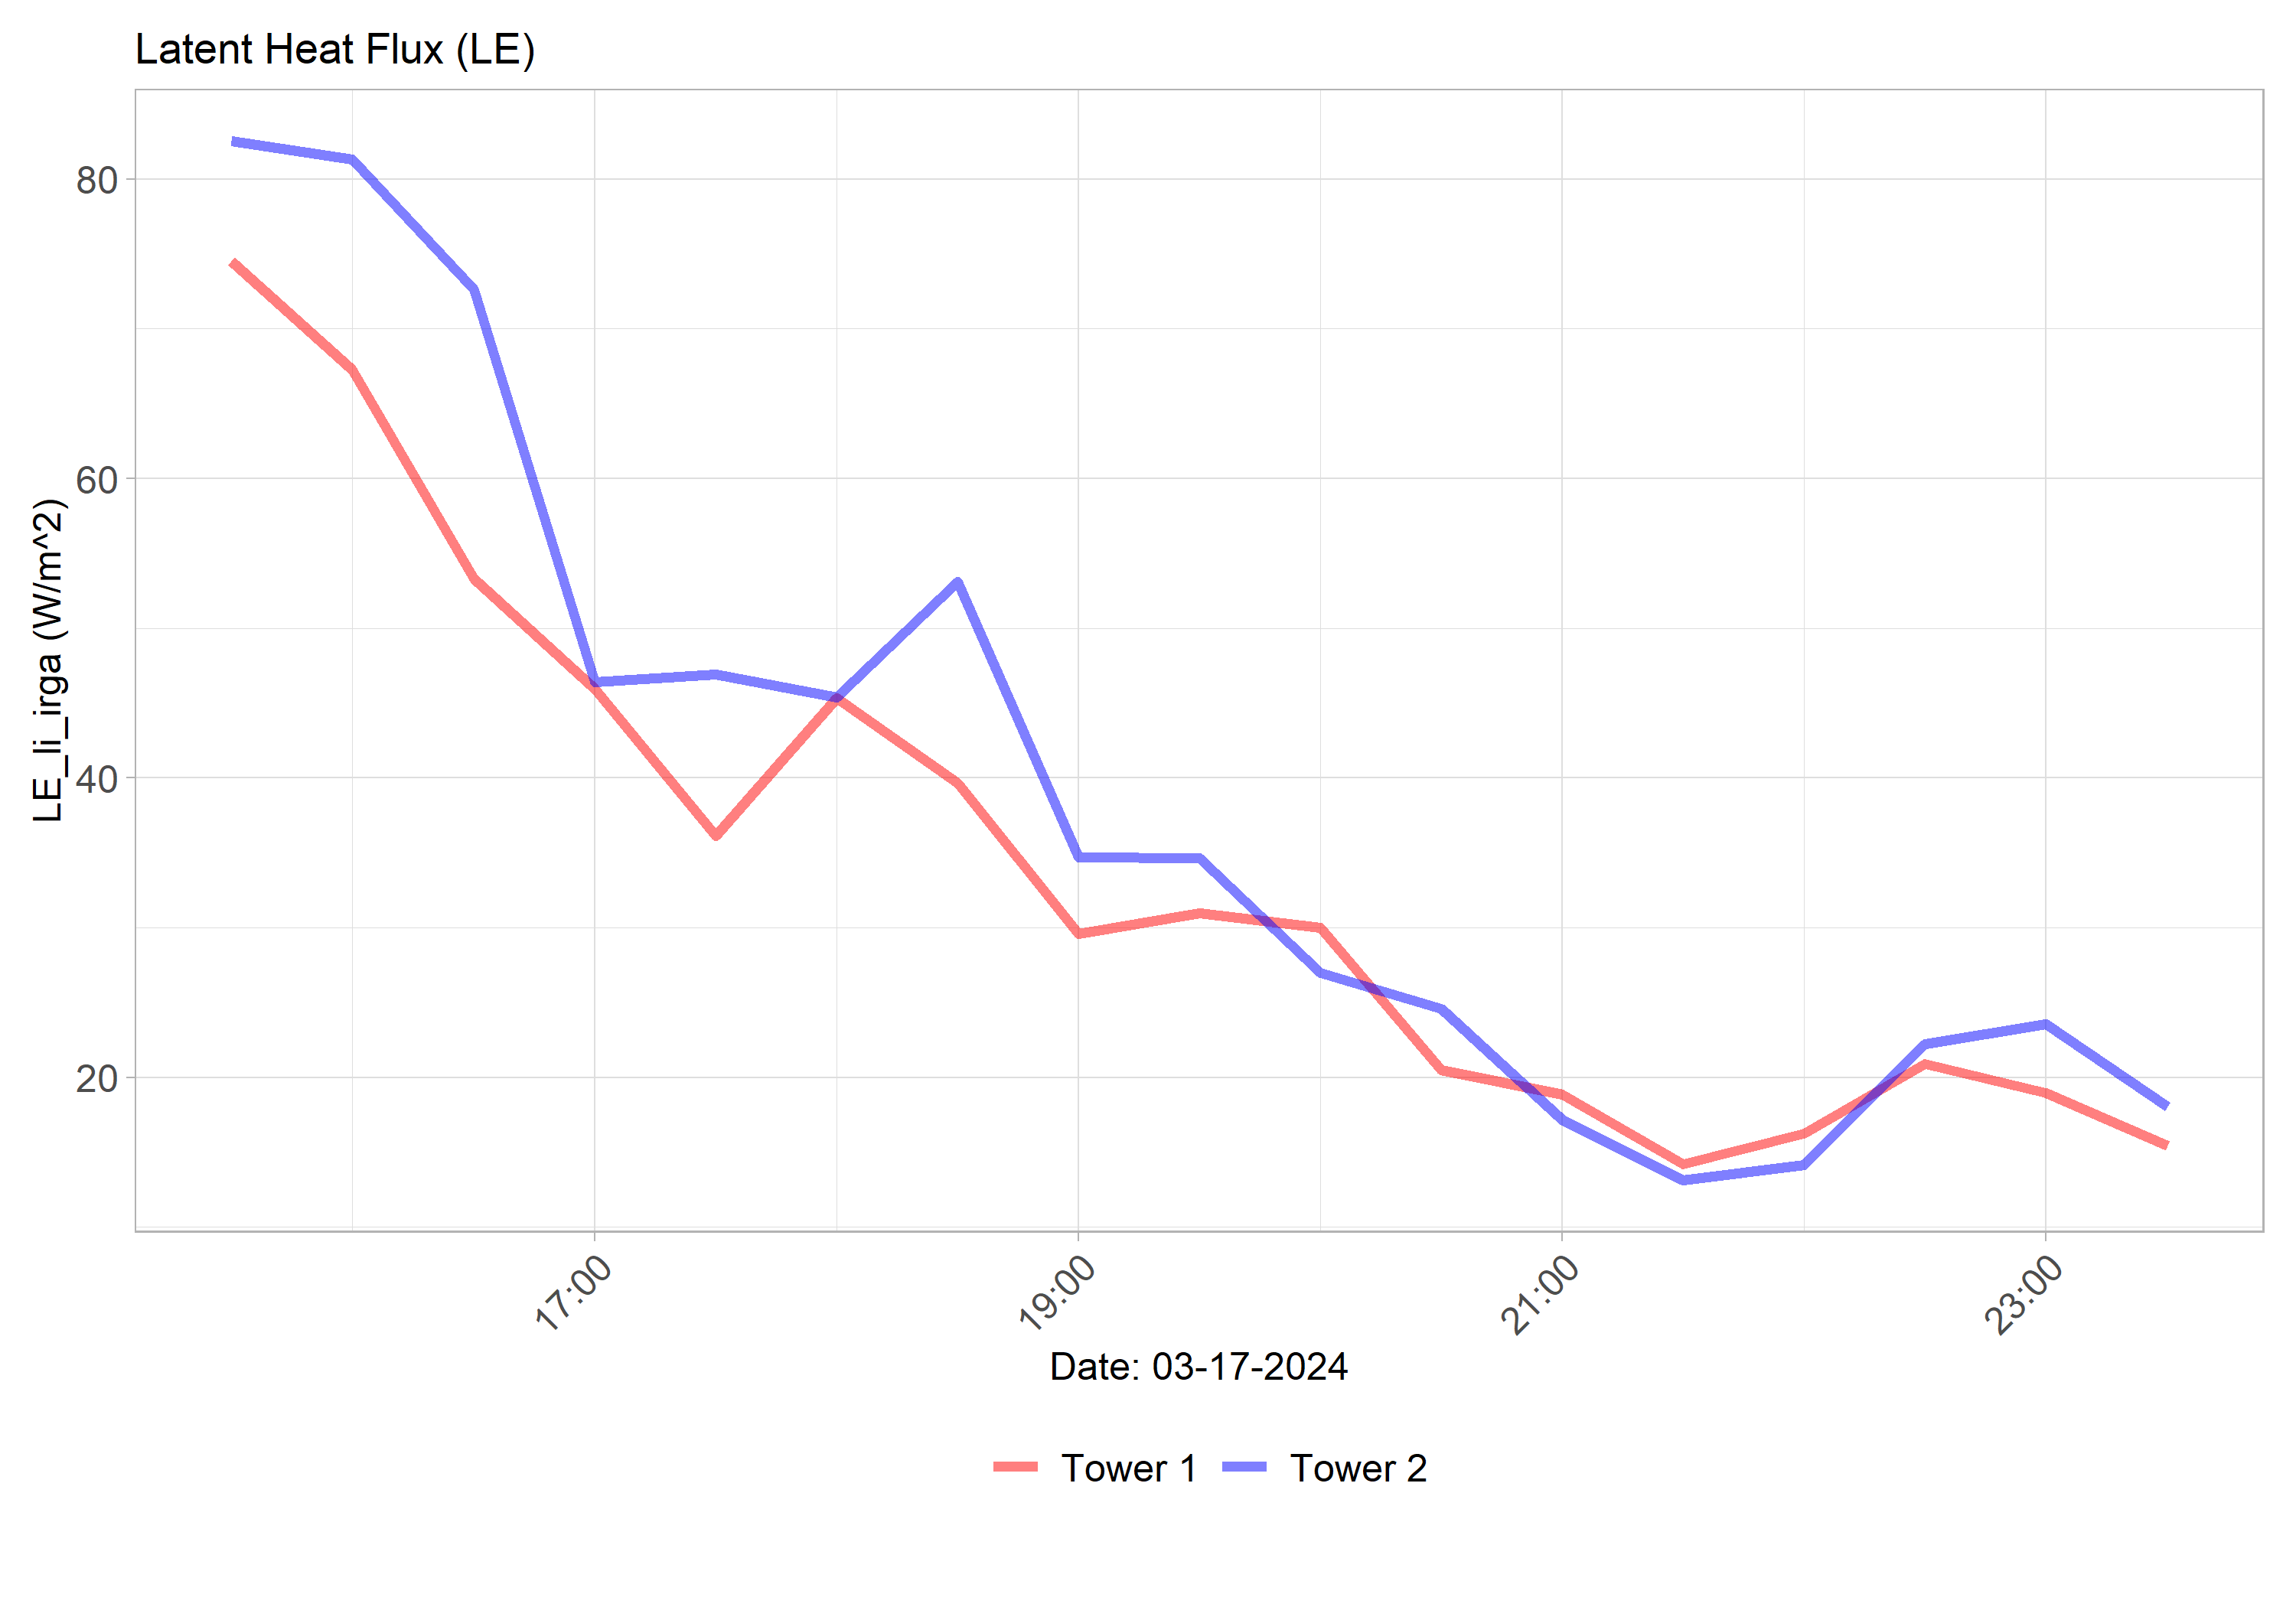 Latent Heat Flux (LE)
LE_li_irga (W/m^2)
80
60
40
20
17:00
19:00
21:00
23:00
Date: 03-17-2024
Tower 1
Tower 2